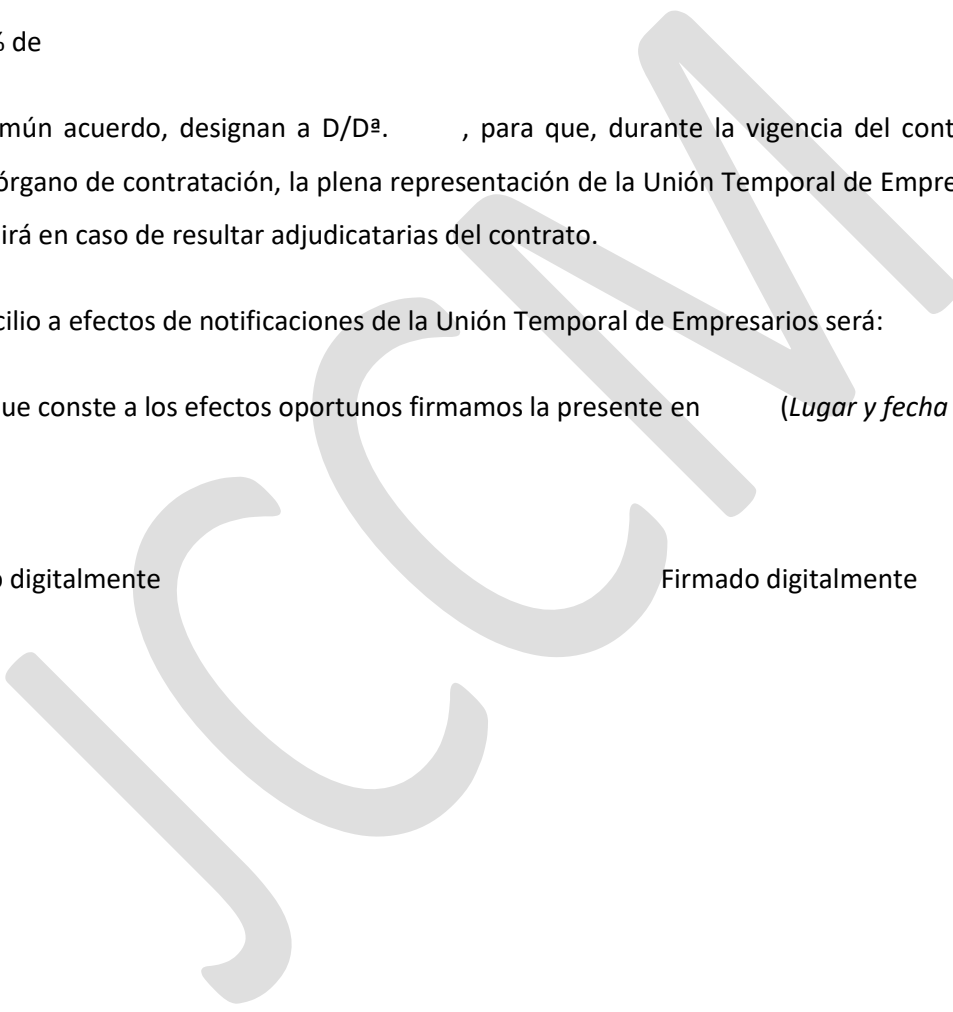 % de
mún acuerdo, designan a D/Dª. , para que, durante la vigencia del cont
órgano de contratación, la plena representación de la Unión Temporal de Empre
irá en caso de resultar adjudicatarias del contrato.
cilio a efectos de notificaciones de la Unión Temporal de Empresarios será:
ue conste a los efectos oportunos firmamos la presente en (Lugar y fecha
o digitalmente Firmado digitalmente
JCCM